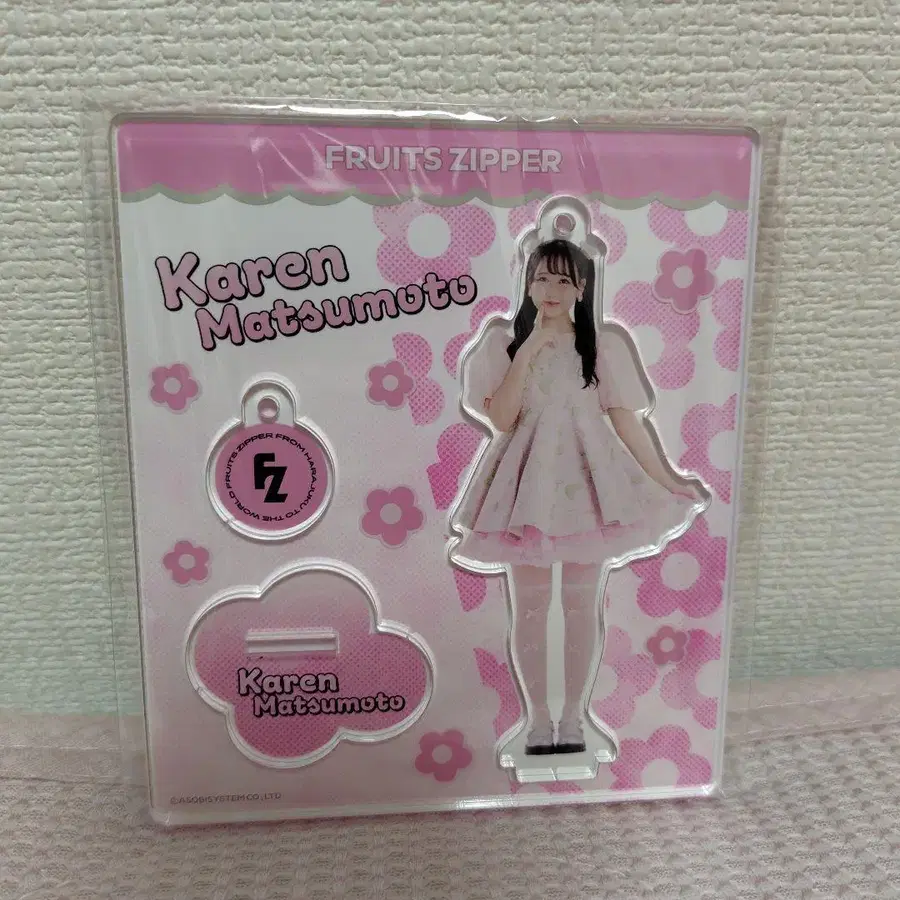 FRUITS ZIPPER
Karen
Matsumoto
FRUITS ZIPPER FROM HARAJUKU TO THE WORLD
FZ
Karen
Matsumoto
©ASOBISYSTEM CO., LTD